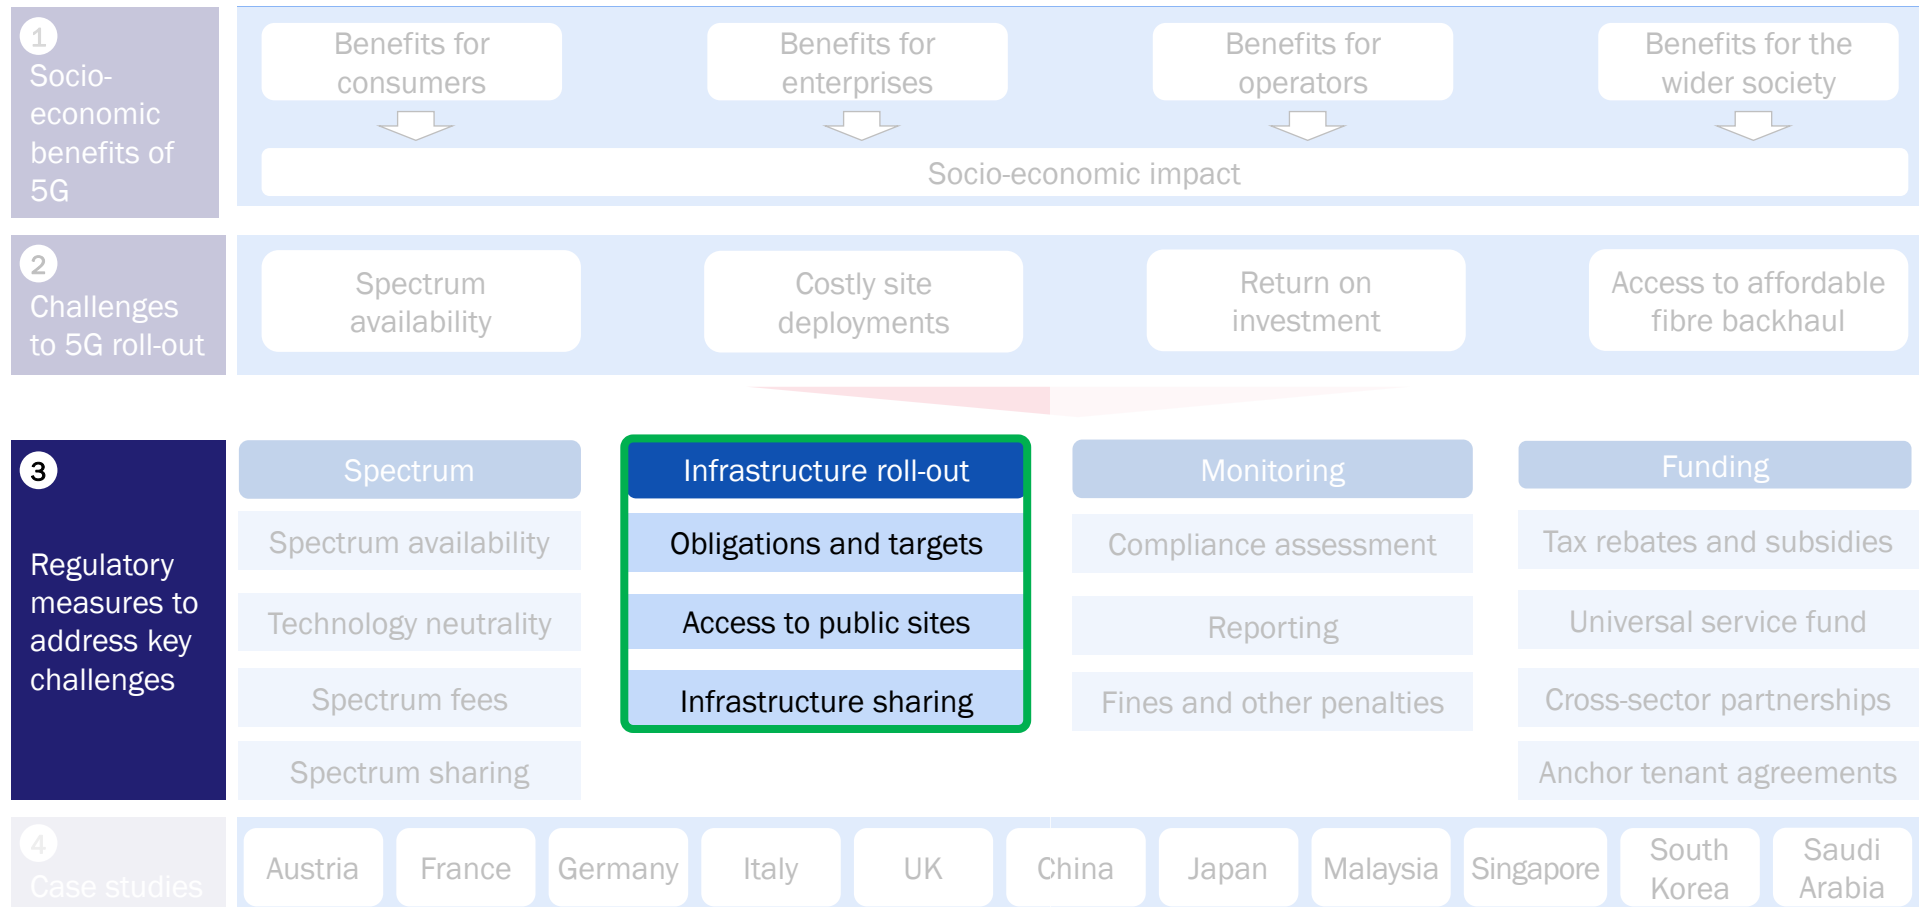 1
Socio-
economic
benefits of
5G
Benefits for
consumers
Benefits for
enterprises
Benefits for
operators
Benefits for the
wider society
Socio-economic impact
2
Challenges
to 5G roll-out
Spectrum
availability
Costly site
deployments
Return on
investment
Access to affordable
fibre backhaul
3
Regulatory
measures to
address key
challenges
Spectrum
Spectrum availability
Technology neutrality
Spectrum fees
Spectrum sharing
Infrastructure roll-out
Obligations and targets
Access to public sites
Infrastructure sharing
Monitoring
Compliance assessment
Reporting
Fines and other penalties
Funding
Tax rebates and subsidies
Universal service fund
Cross-sector partnerships
Anchor tenant agreements
4
Case studies
Austria
France
Germany
Italy
UK
China
Japan
Malaysia
Singapore
South
Korea
Saudi
Arabia